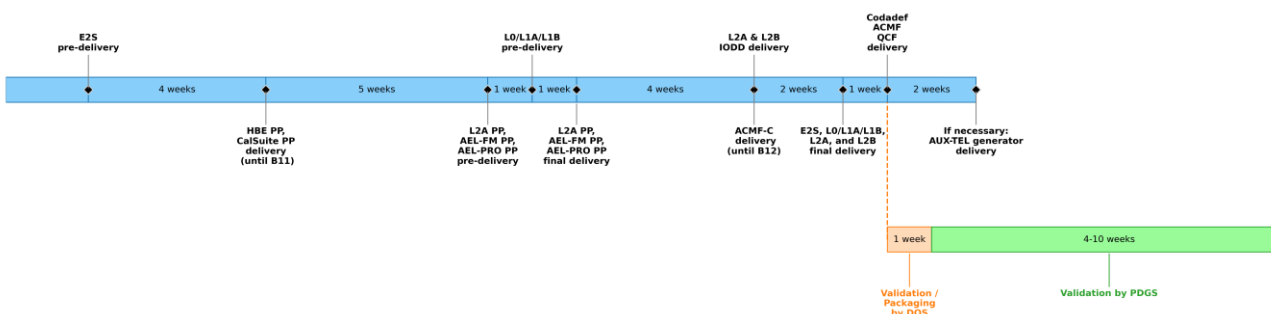 E2S
pre-delivery
L0/L1A/L1B
pre-delivery
L2A & L2B
IODD delivery
Codadef
ACMF
QCF
delivery
4 weeks
5 weeks
1 week
1 week
4 weeks
2 weeks
1 week
2 weeks
HBE PP,
CalSuite PP
delivery
(until B11)
L2A PP,
AEL-FM PP,
AEL-PRO PP
pre-delivery
L2A PP,
AEL-FM PP,
AEL-PRO PP
final delivery
ACMF-C
delivery
(until B12)
E2S, L0/L1A/L1B,
L2A, and L2B
final delivery
If necessary:
AUX-TEL generator
delivery
1 week
4-10 weeks
Validation /
Packaging
by DOS
Validation by PDGS